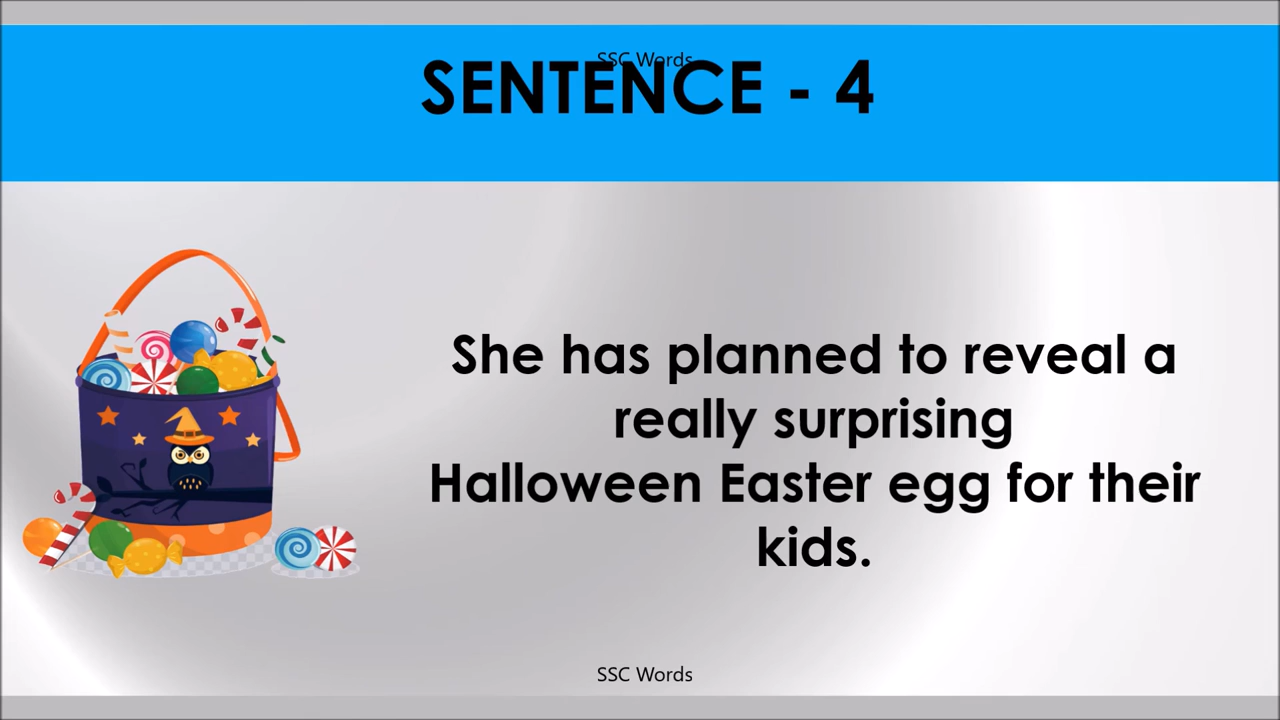 SSC Words
SENTENCE - 4
She has planned to reveal a
really surprising
Halloween Easter egg for their
kids.
SSC Words